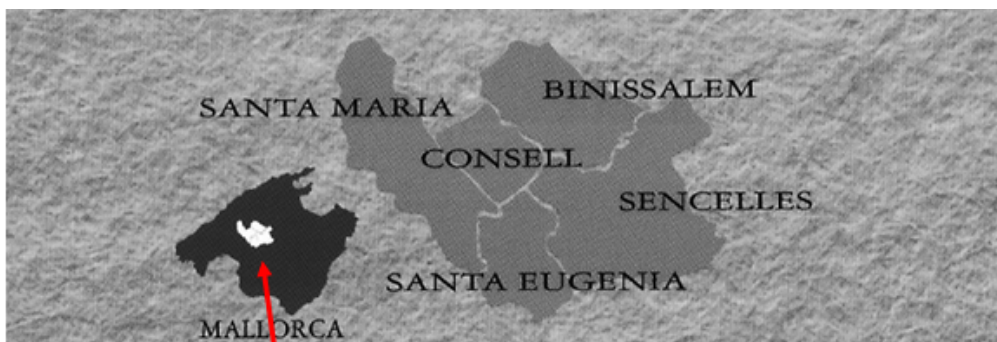 BINISSALEM
SANTA MARIA
CONSELL
SENCELLES
SANTA EUGENIA
MALLORCA